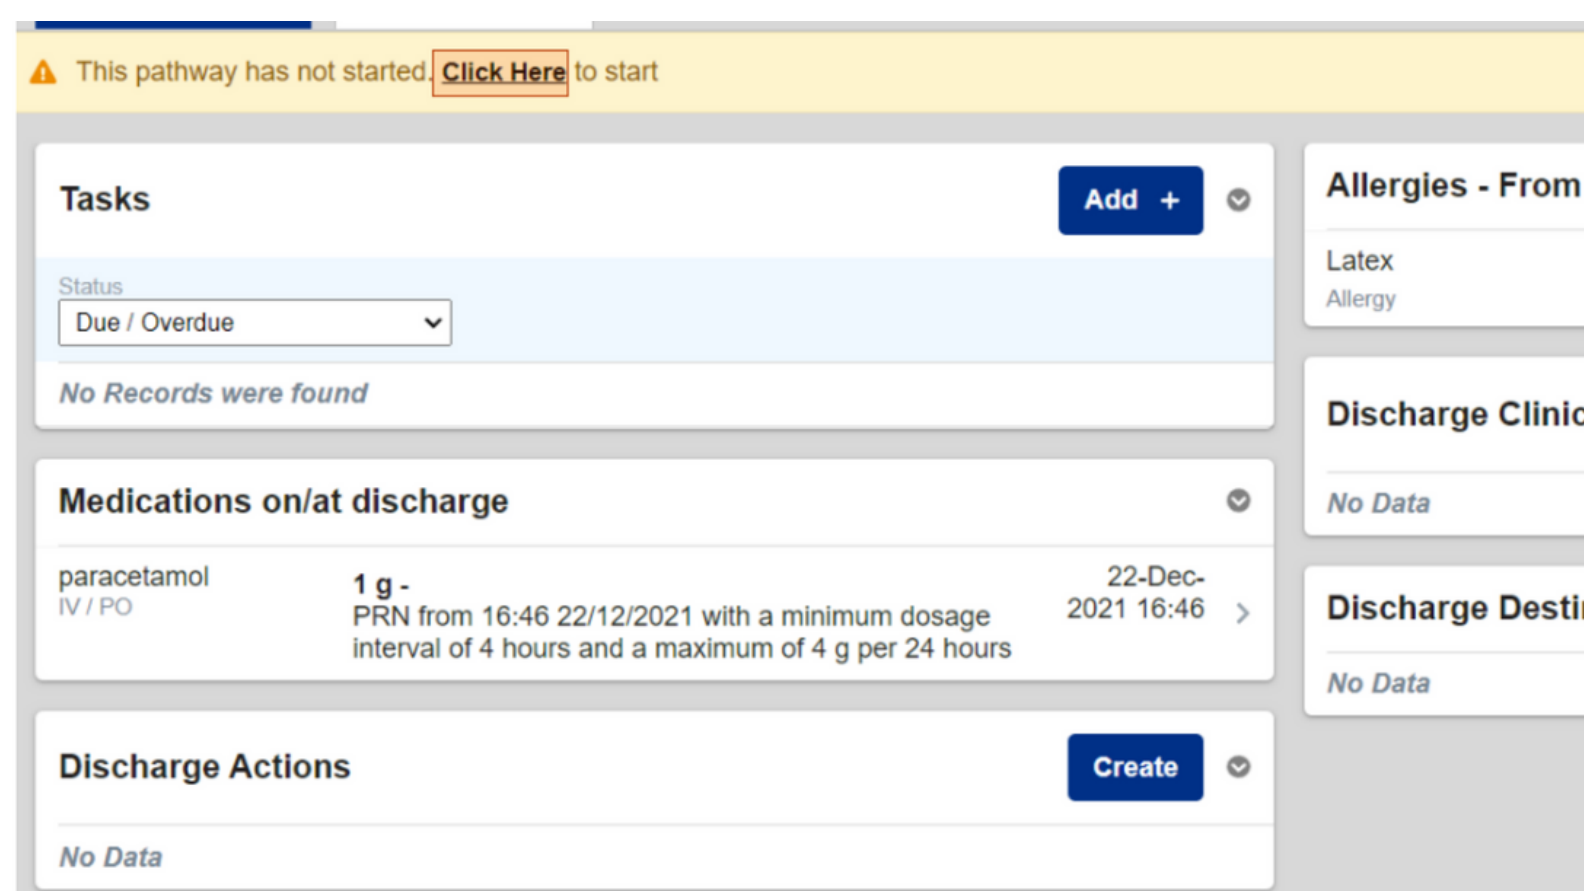 This pathway has not started. Click Here to start
Tasks
Add +
Status
Due / Overdue
No Records were found
Medications on/at discharge
paracetamol
IV / PO
1 g -
PRN from 16:46 22/12/2021 with a minimum dosage
interval of 4 hours and a maximum of 4 g per 24 hours
22-Dec-
2021 16:46
Discharge Actions
Create
No Data
Allergies - From
Latex
Allergy
Discharge Clinic
No Data
Discharge
No Data